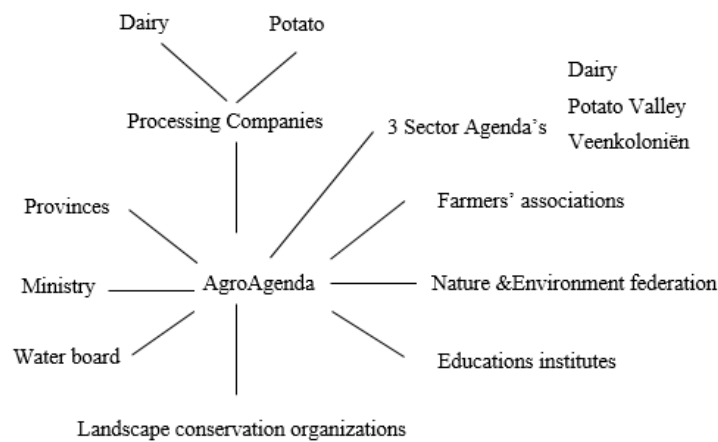 Dairy
Potato
Processing Companies
3 Sector Agenda's
Dairy
Potato Valley
Veenkoloniën
Provinces
Farmers' associations
Ministry
AgroAgenda
Nature &Environment federation
Water board
Educations institutes
Landscape conservation organizations